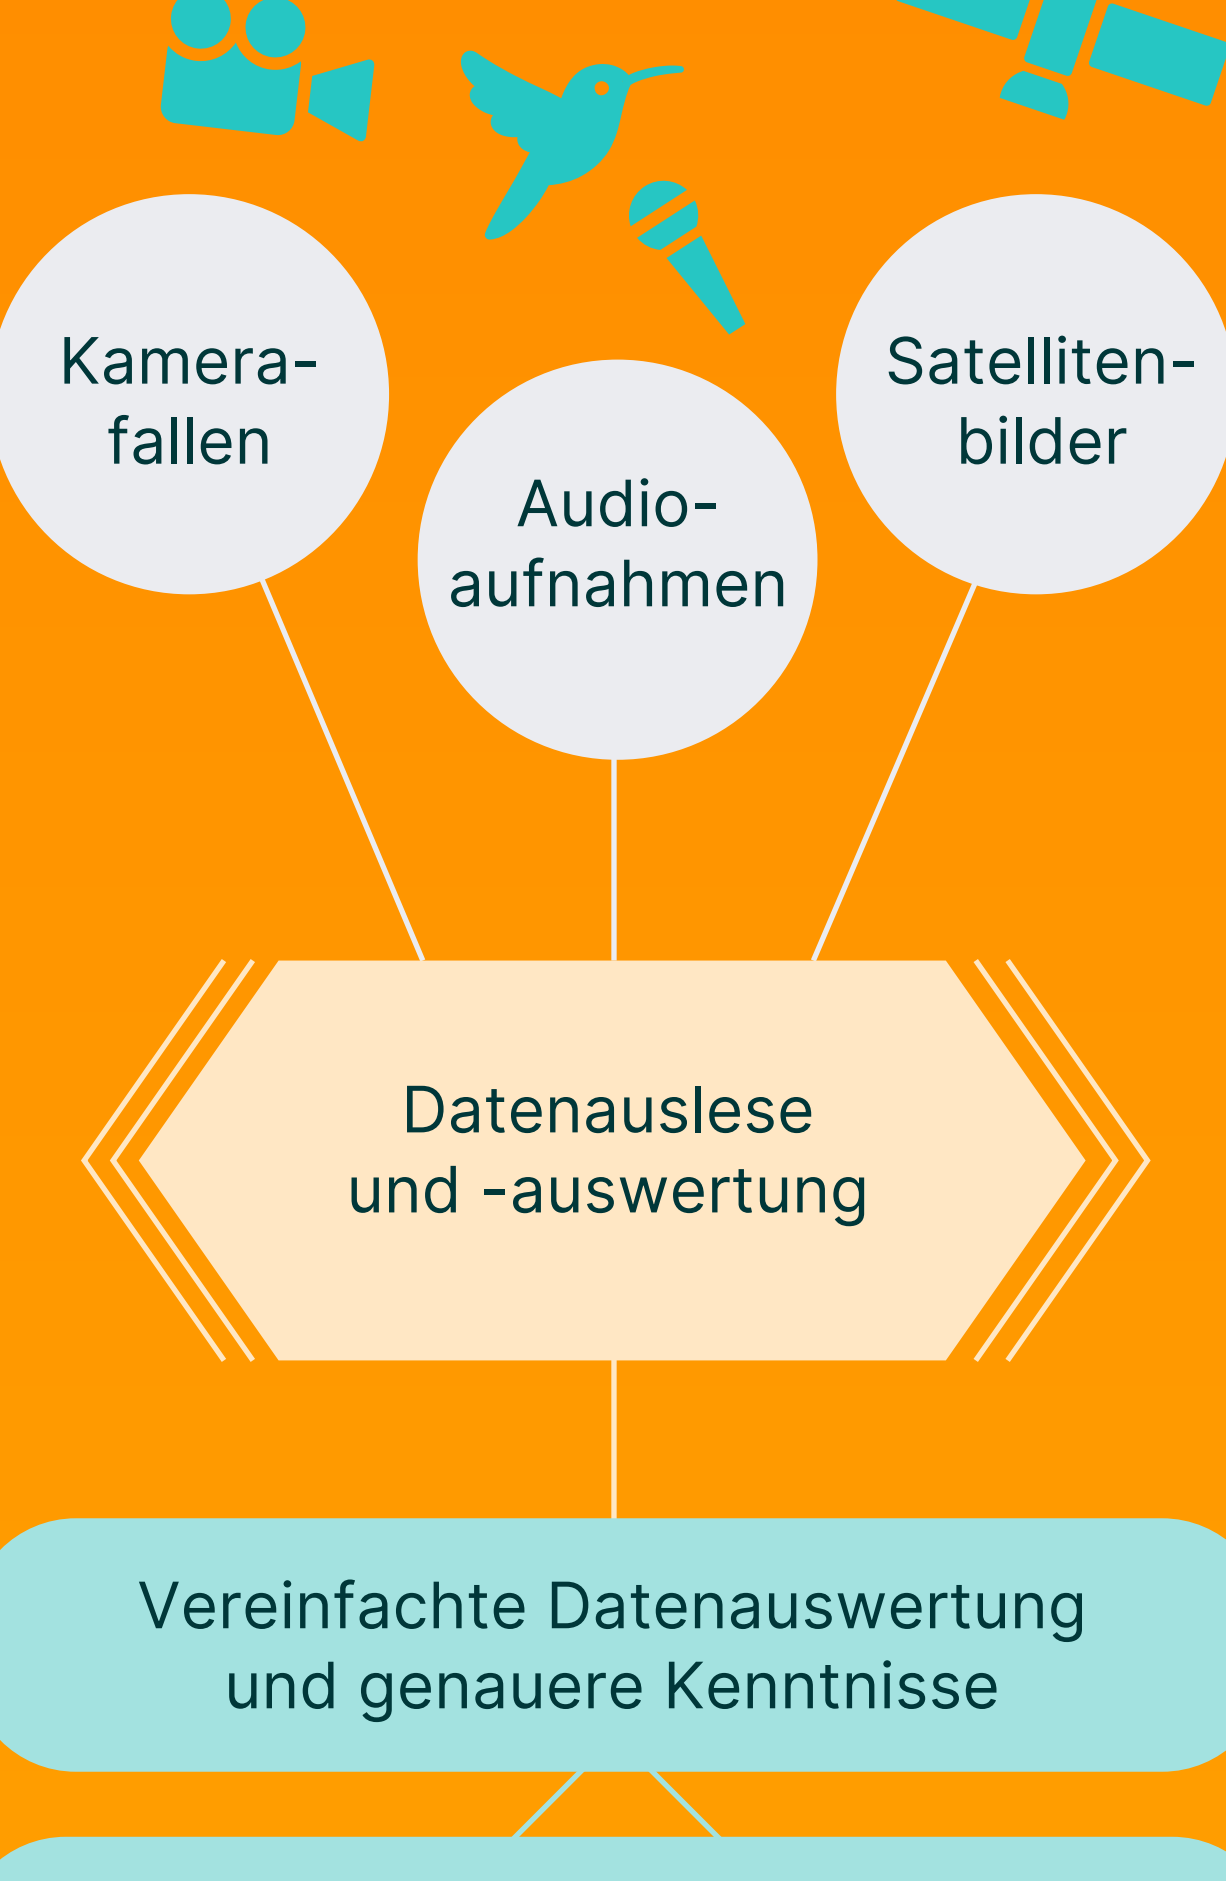 Kamera-
fallen
Audio-
aufnahmen
Satelliten-
bilder
Datenauslese
und -auswertung
Vereinfachte Datenauswertung
und genauere Kenntnisse